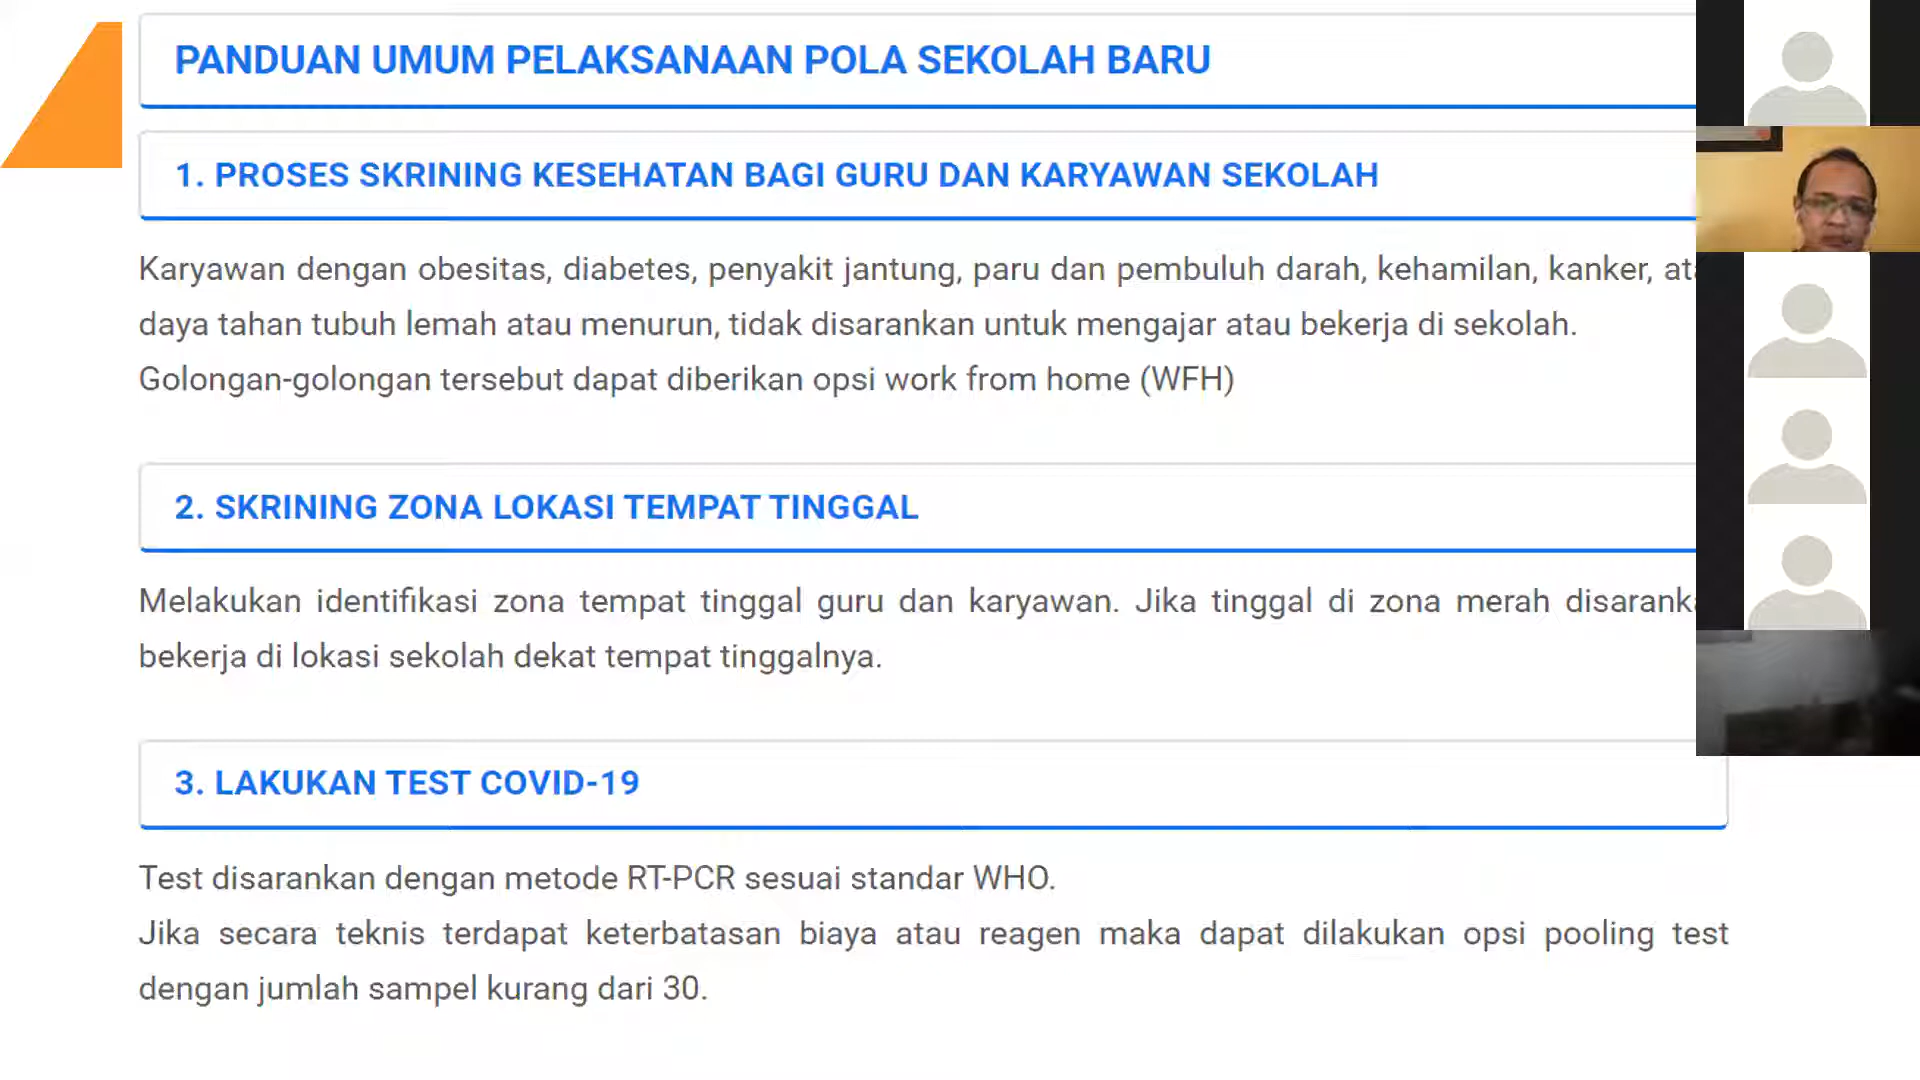 PANDUAN UMUM PELAKSANAAN POLA SEKOLAH BARU
1. PROSES SKRINING KESEHATAN BAGI GURU DAN KARYAWAN SEKOLAH
Karyawan dengan obesitas, diabetes, penyakit jantung, paru dan pembuluh darah, kehamilan, kanker,
daya tahan tubuh lemah atau menurun, tidak disarankan untuk mengajar atau bekerja di sekolah.
Golongan-golongan tersebut dapat diberikan opsi work from home (WFH)
2. SKRINING ZONA LOKASI TEMPAT TINGGAL
Melakukan identifikasi zona tempat tinggal guru dan karyawan. Jika tinggal di zona merah
bekerja di lokasi sekolah dekat tempat tinggalnya.
3. LAKUKAN TEST COVID-19
Test disarankan dengan metode RT-PCR sesuai standar WHO.
Jika secara teknis terdapat keterbatasan biaya atau reagen maka dapat dilakukan opsi pooling test
dengan jumlah sampel kurang dari 30.